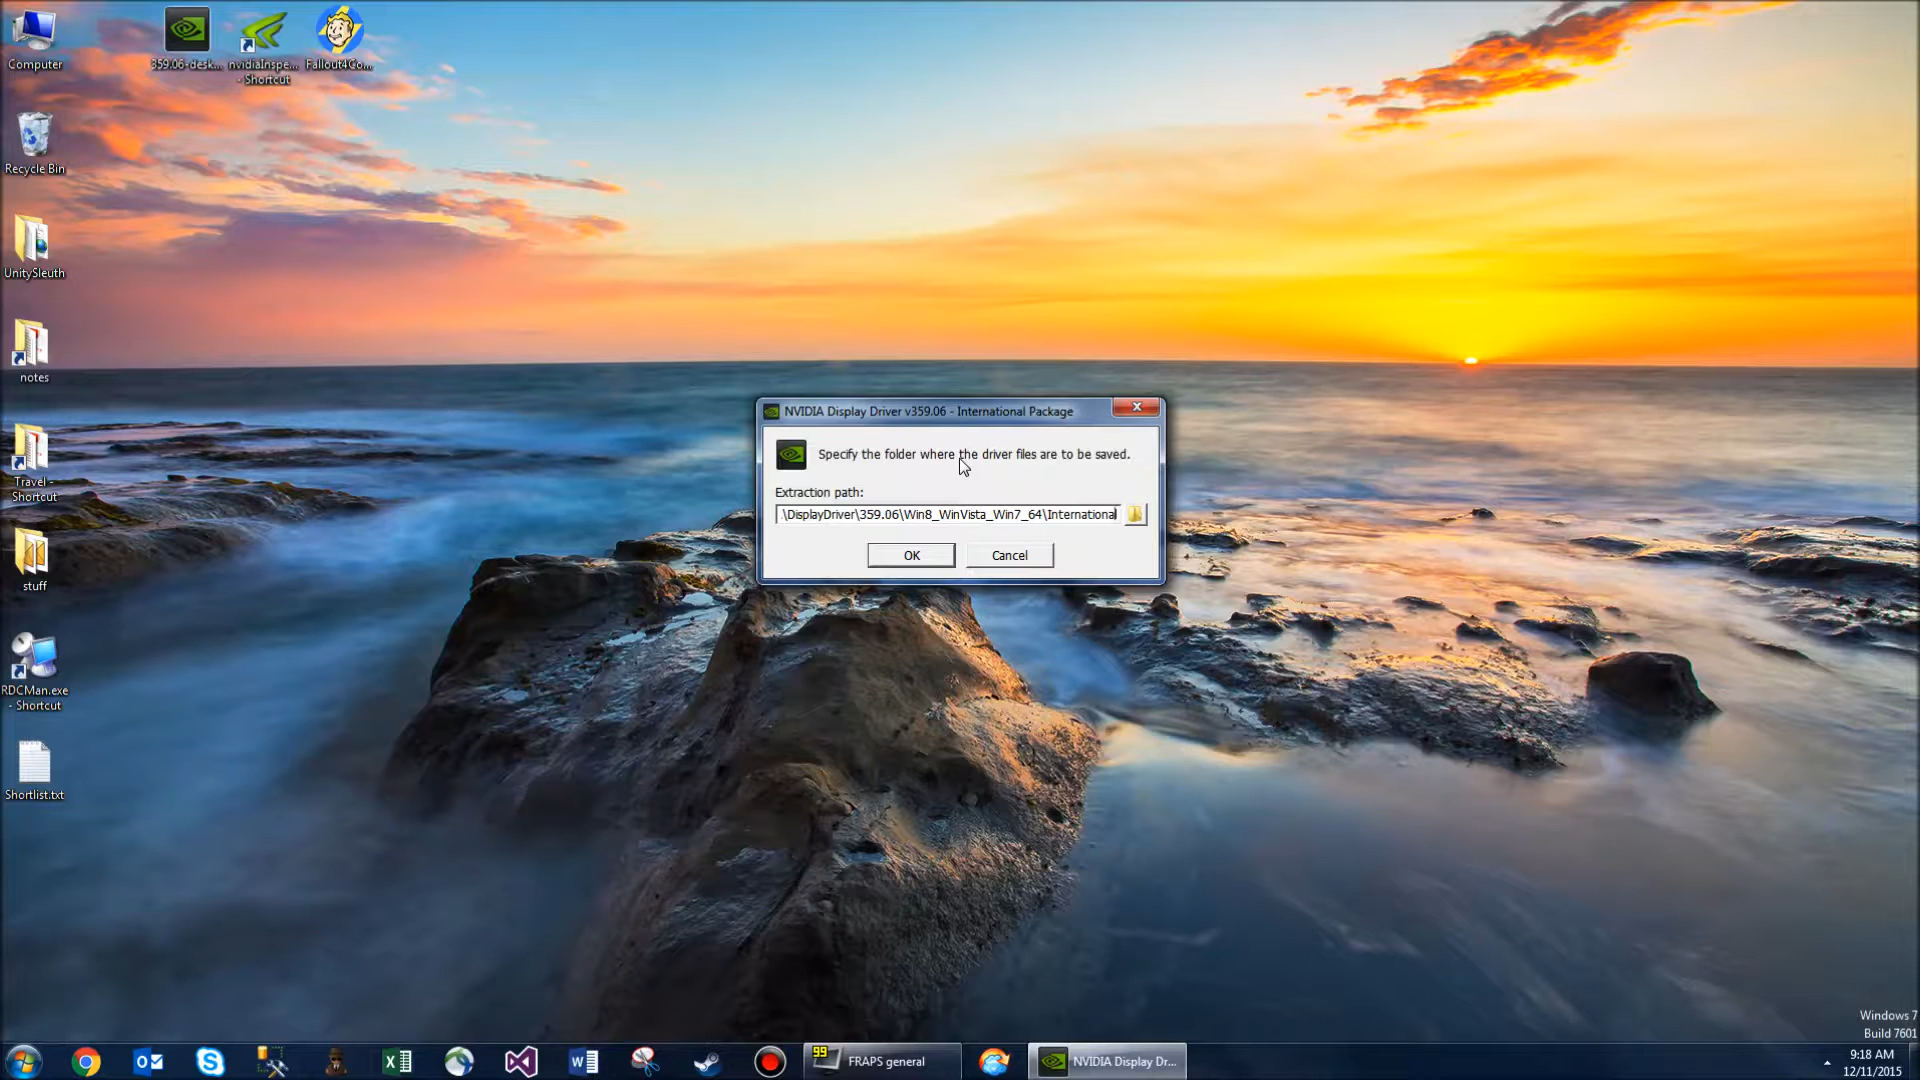 Computer
359.06-desk...
nvidiaInspe...
- Shortcut
Fallout4Co...
Recycle Bin
UnitySleuth
notes
Travel -
Shortcut
stuff
RDCMan.exe
- Shortcut
Shortlist.txt
NVIDIA Display Driver v359.06 - International Package
Specify the folder where the driver files are to be saved.
Extraction path:
\DisplayDriver\359.06\Win8_WinVista_Win7_64\International
OK
Cancel
Windows 7
Build 7601
99
FRAPS general
NVIDIA Display Dr...
9:18 AM
12/11/2015